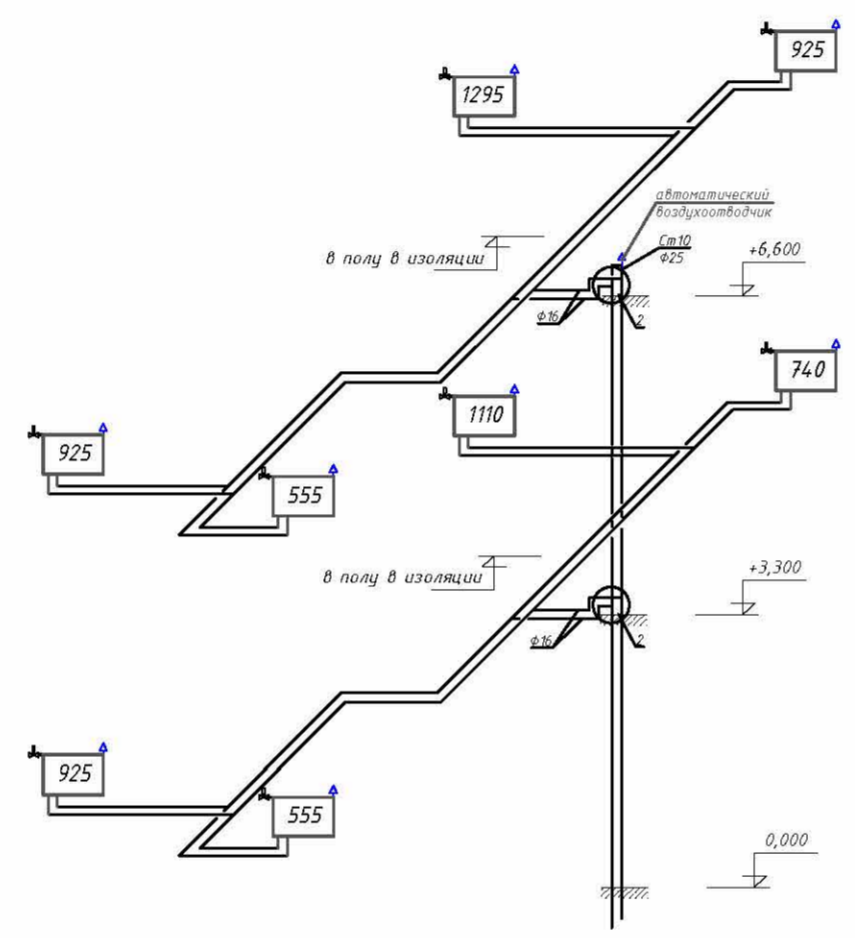 925
1295
автоматический
воздухоотводчик
Ст10
Ф25
+6,600
в полу в изоляции
Ф16
2
740
1110
925
555
+3,300
в полу в изоляции
Ф16
2
925
555
0,000